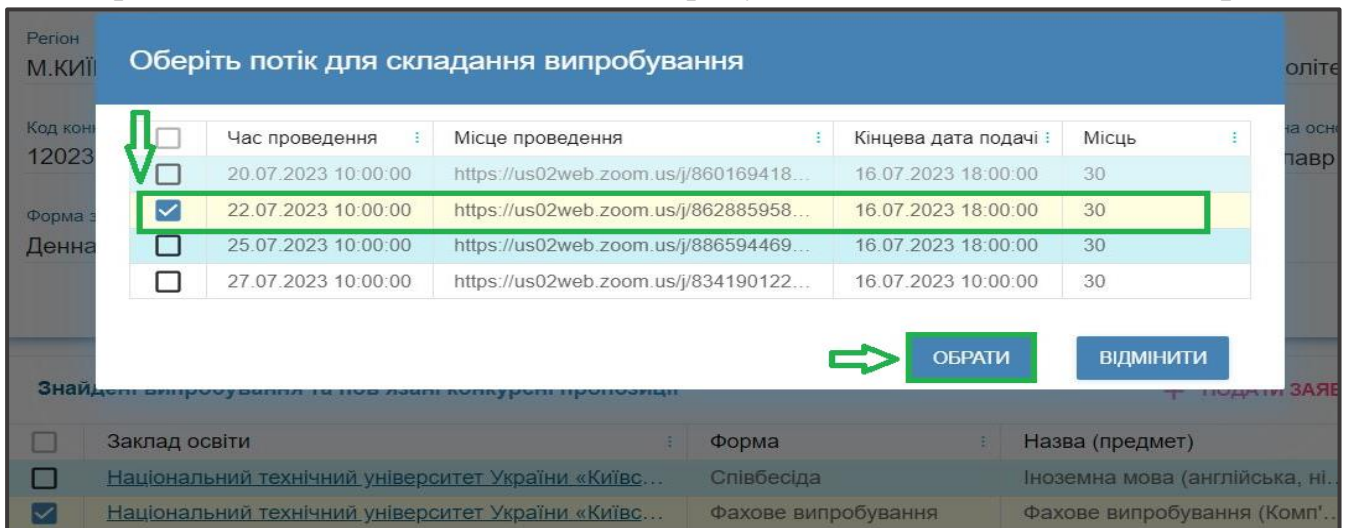 Регіон
М.КИЇ
Оберіть потік для складання випробування
Код кон
12023
Час проведення Місце проведення Кінцева дата подачі Місць
20.07.2023 10:00:00 https://us02web.zoom.us/j/860169418... 16.07.2023 18:00:00 30
Форма з
22.07.2023 10:00:00 https://us02web.zoom.us/j/862885958... 16.07.2023 18:00:00 30
Денна
25.07.2023 10:00:00 https://us02web.zoom.us/j/886594469... 16.07.2023 18:00:00 30
27.07.2023 10:00:00 https://us02web.zoom.us/j/834190122... 16.07.2023 10:00:00 30
ОБРАТИ ВІДМІНИТИ
Заклад освіти Форма Назва (предмет)
Національний технічний університет України «Київс... Співбесіда Іноземна мова (англійська, ні...
Національний технічний університет України «Київс... Фахове випробування Фахове випробування (Комп'...